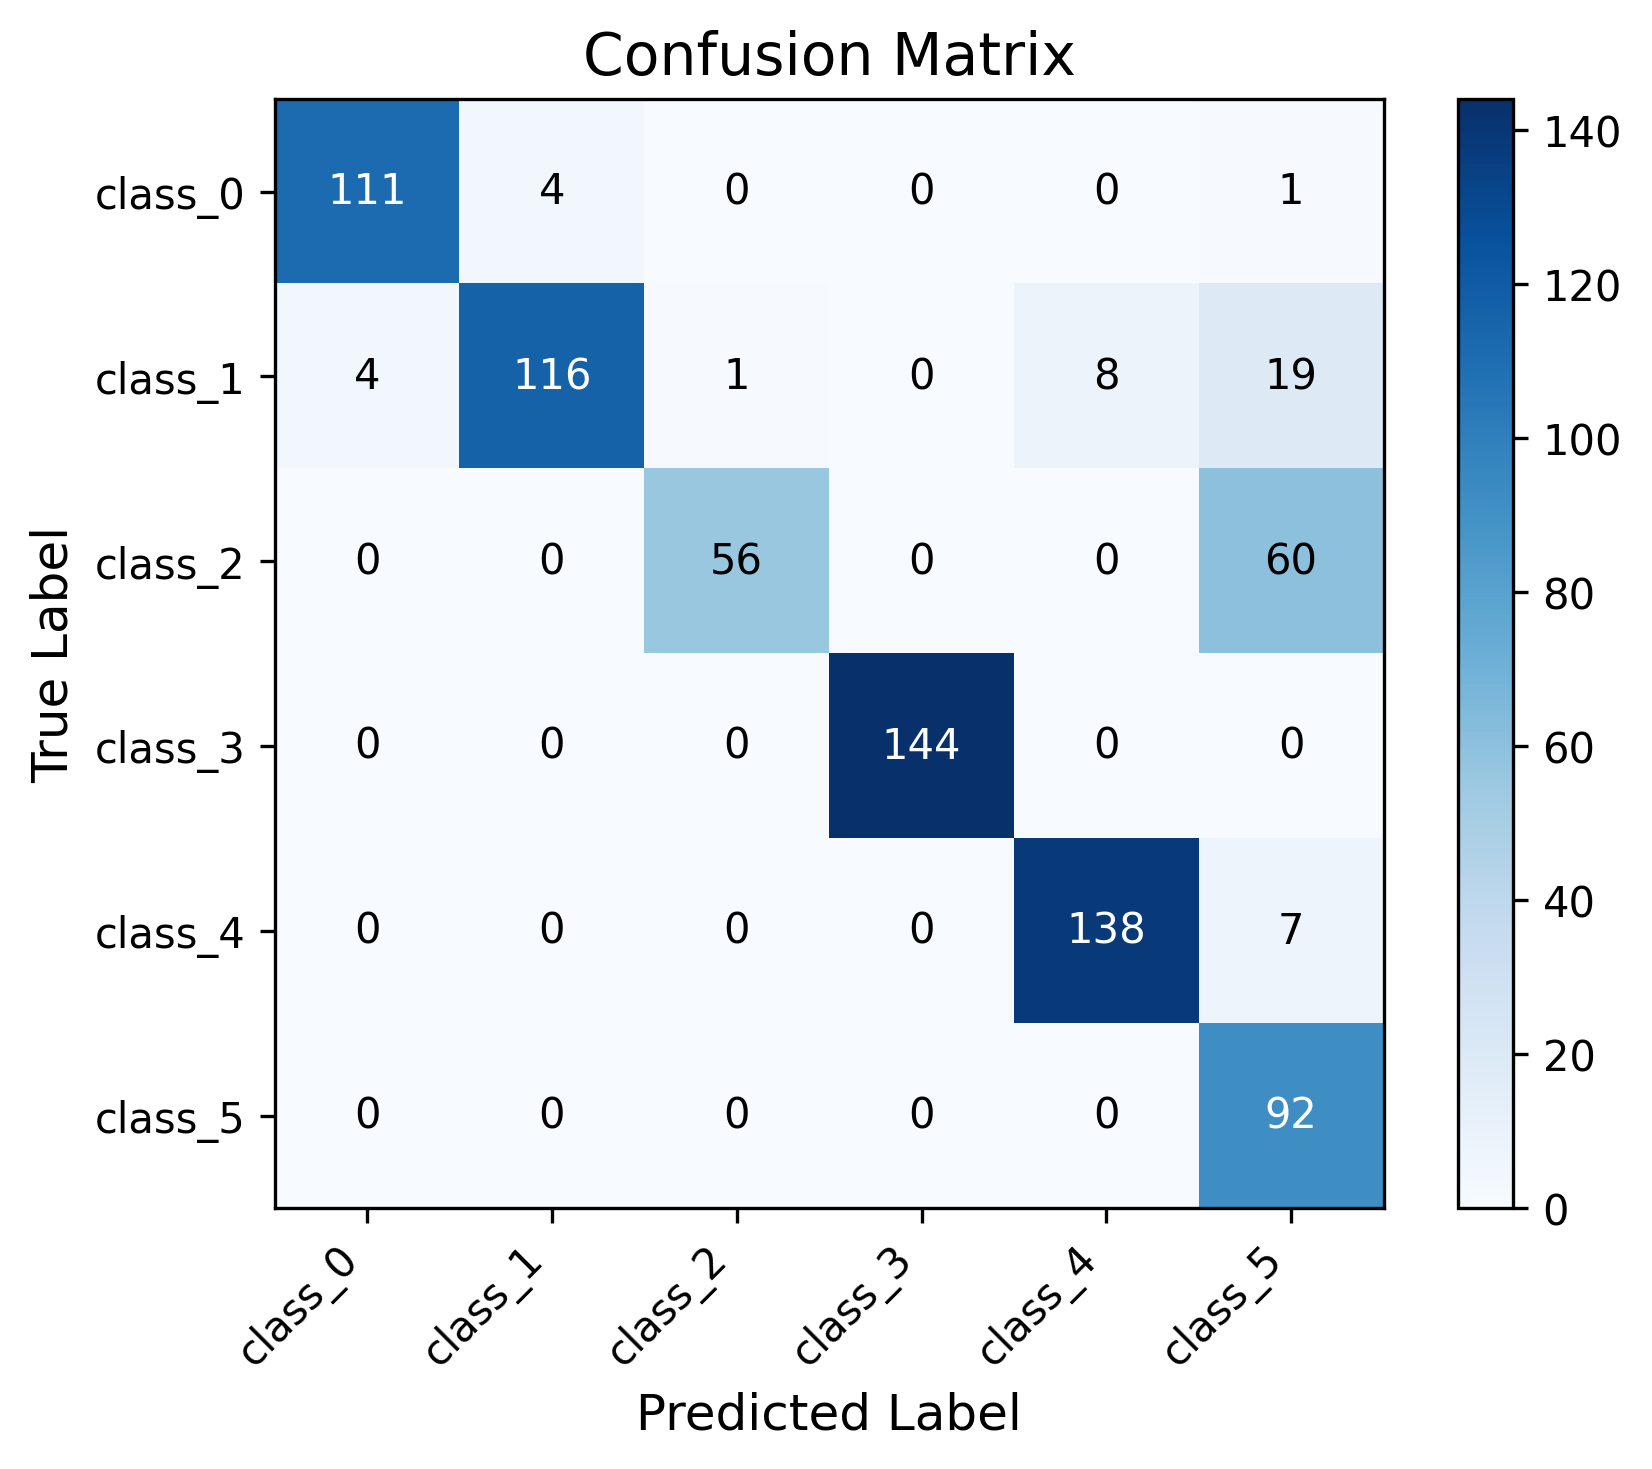 Confusion Matrix
class_0 111 4 0 0 0 1
class_1 4 116 1 0 8 19
class_2 0 0 56 0 0 60
class_3 0 0 0 144 0 0
class_4 0 0 0 0 138 7
class_5 0 0 0 0 0 92
True Label
class_0 class_1 class_2 class_3 class_4 class_5
Predicted Label
140
120
100
80
60
40
20
0